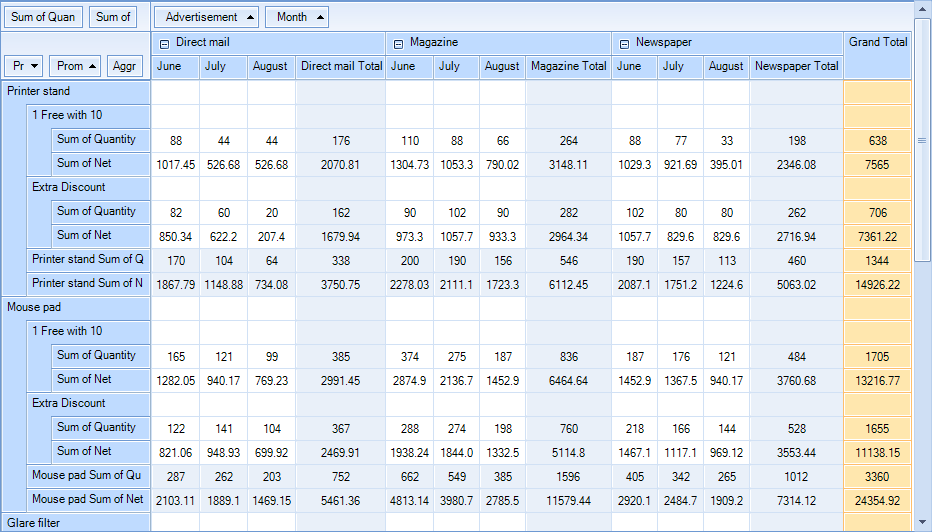 Sum of Quan Sum of Advertisement Month
Direct mail Magazine Newspaper Grand Total
Pr Prom Aggr June July August Direct mail Total June July August Magazine Total June July August Newspaper Total
Printer stand
1 Free with 10
Sum of Quantity 88 44 44 176 110 88 66 264 88 77 33 198 638
Sum of Net 1017.45 526.68 526.68 2070.81 1304.73 1053.3 790.02 3148.11 1029.3 921.69 395.01 2346.08 7565
Extra Discount
Sum of Quantity 82 60 20 162 90 102 90 282 102 80 80 262 706
Sum of Net 850.34 622.2 207.4 1679.94 973.3 1057.7 933.3 2964.34 1057.7 829.6 829.6 2716.94 7361.22
Printer stand Sum of Q 170 104 64 338 200 190 156 546 190 157 113 460 1344
Printer stand Sum of N 1867.79 1148.88 734.08 3750.75 2278.03 2111.1 1723.3 6112.45 2087.1 1751.2 1224.6 5063.02 14926.22
Mouse pad
1 Free with 10
Sum of Quantity 165 121 99 385 374 275 187 836 187 176 121 484 1705
Sum of Net 1282.05 940.17 769.23 2991.45 2874.9 2136.7 1452.9 6464.64 1452.9 1367.5 940.17 3760.68 13216.77
Extra Discount
Sum of Quantity 122 141 104 367 288 274 198 760 218 166 144 528 1655
Sum of Net 821.06 948.93 699.92 2469.91 1938.24 1844.0 1332.5 5114.8 1467.1 1117.1 969.12 3553.44 11138.15
Mouse pad Sum of Qu 287 262 203 752 662 549 385 1596 405 342 265 1012 3360
Mouse pad Sum of Net 2103.11 1889.1 1469.15 5461.36 4813.14 3980.7 2785.5 11579.44 2920.1 2484.7 1909.2 7314.12 24354.92
Glare filter